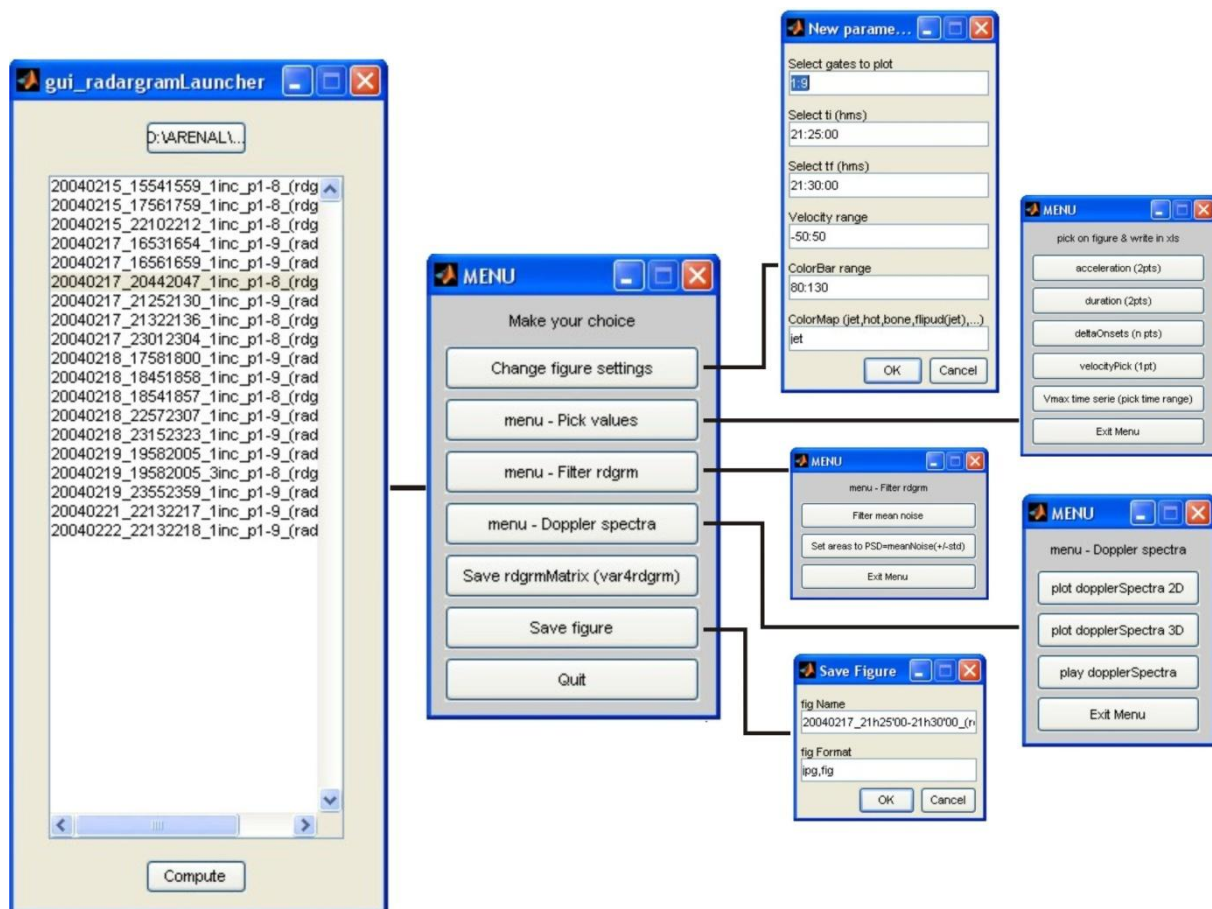 gui_radargramLauncher
D:\ARENAL\...
20040215_15541559_1inc_p1-8_(rdg
20040215_17561759_1inc_p1-8_(rdg
20040215_22102212_1inc_p1-8_(rdg
20040217_16531654_1inc_p1-9_(rad
20040217_16561659_1inc_p1-9_(rad
20040217_20442047_1inc_p1-8_(rdg
20040217_21252130_1inc_p1-9_(rad
20040217_21322136_1inc_p1-9_(rad
20040217_23012304_1inc_p1-9_(rad
20040218_17581800_1inc_p1-9_(rad
20040218_18451858_1inc_p1-9_(rad
20040218_18541857_1inc_p1-8_(rdg
20040218_22572307_1inc_p1-9_(rad
20040218_23152323_1inc_p1-9_(rad
20040219_19582005_1inc_p1-9_(rad
20040219_19582005_3inc_p1-8_(rdg
20040219_23552359_1inc_p1-9_(rad
20040221_22132217_1inc_p1-9_(rad
20040222_22132218_1inc_p1-9_(rad
Compute
MENU
Make your choice
Change figure settings
menu - Pick values
menu - Filter rdgrm
menu - Doppler spectra
Save rdgrmMatrix (var4rdgrm)
Save figure
Quit
New parame...
Select gates to plot
1:9
Select ti (hms)
21:25:00
Select tf (hms)
21:30:00
Velocity range
-50:50
ColorBar range
80:130
ColorMap (jet,hot,bone,flipud(jet),...)
jet
OK Cancel
MENU
pick on figure & write in xls
acceleration (2pts)
duration (2pts)
deltaOnsets (n pts)
velocityPick (1pt)
Vmax time serie (pick time range)
Exit Menu
MENU
menu - Filter rdgrm
Filter mean noise
Set areas to PSD=meanNoise(+/-std)
Exit Menu
MENU
menu - Doppler spectra
plot dopplerSpectra 2D
plot dopplerSpectra 3D
play dopplerSpectra
Exit Menu
Save Figure
fig Name
20040217_21h25'00-21h30'00_(r
fig Format
jpg,fig
OK Cancel